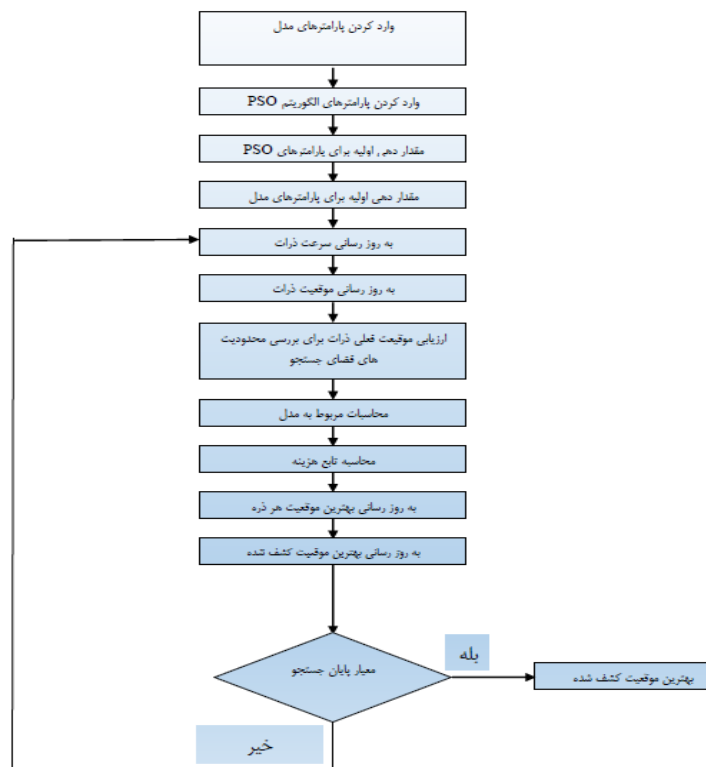 وارد کردن پارامترهای مدل
وارد کردن پارامترهای الگوریتم PSO
مقدار دهی اولیه برای پارامترهای PSO
مقدار دهی اولیه برای پارامترهای مدل
به روز رسانی سرعت ذرات
به روز رسانی موقعیت ذرات
ارزیابی موقیعت فعلی ذرات برای بررسی محدودیت
های فضای جستجو
محاسبات مربوط به مدل
محاسبه تابع هزینه
به روز رسانی بهترین موقعیت هر ذره
به روز رسانی بهترین موقعیت کشف شده
معیار پایان جستجو
بله
بهترین موقعیت کشف شده
خیر